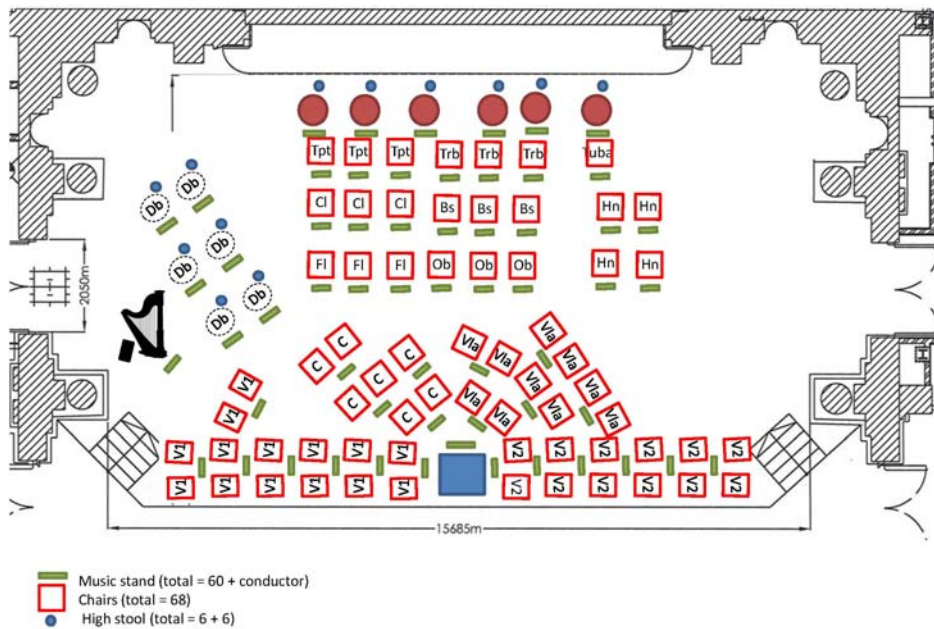 Tpt Tpt Tpt Trb Trb Trb Tuba
Db
Db
Cl Cl Cl Bs Bs Bs Hn Hn
Db
Db
Fl Fl Fl Ob Ob Ob Hn Hn
2050m
Db
Db
C
C
C
C
C
C
C
Vla
Vla
Vla
Vla
Vla
Vla
Vla
Vla
Vla
Vla
V1
V1
V1 V1 V1 V1 V1 V1 V2 V2 V2 V2 V2 V2
V1 V1 V1 V1 V1 V1 V2 V2 V2 V2 V2 V2
15685m
Music stand (total = 60 + conductor)
Chairs (total = 68)
High stool (total = 6 + 6)